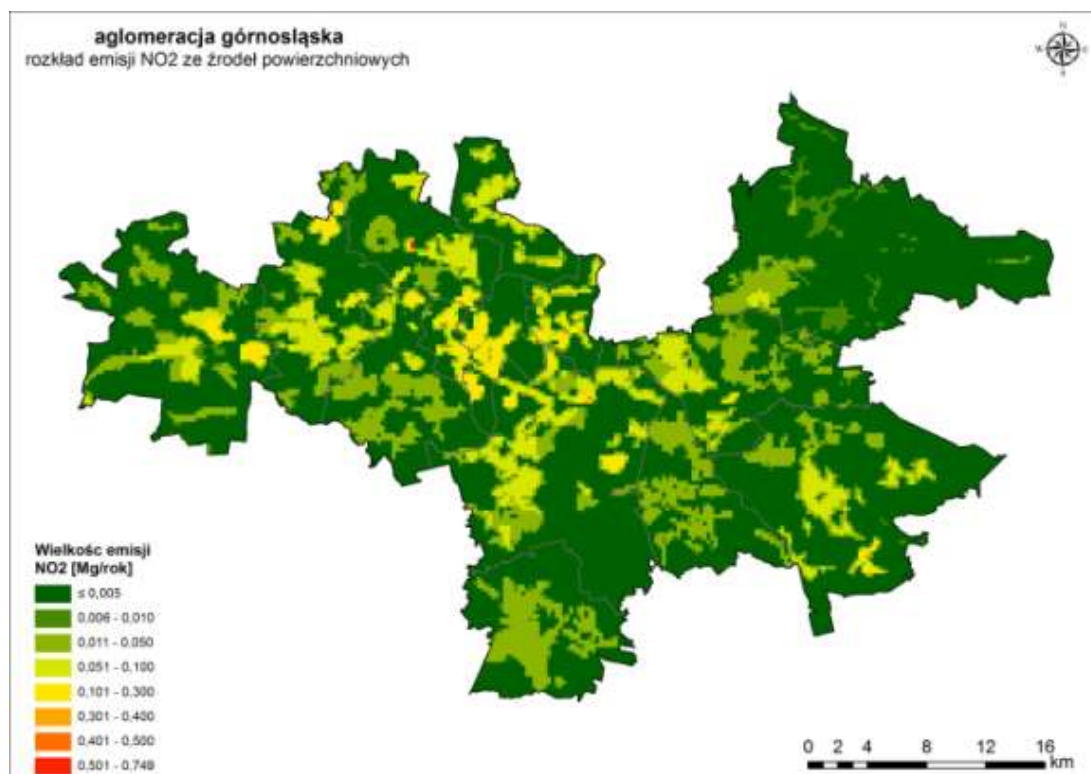 aglomeracja górnośląska
rozkład emisji NO2 ze źrodeł powierzchniowych
N
Wielkośc emisji
NO2 [Mg/rok]
≤ 0,005
0,006 - 0,010
0,011 - 0,050
0,051 - 0,100
0,101 - 0,300
0,301 - 0,400
0,401 - 0,500
0,501 - 0,749
0 2 4 8 12 16
km